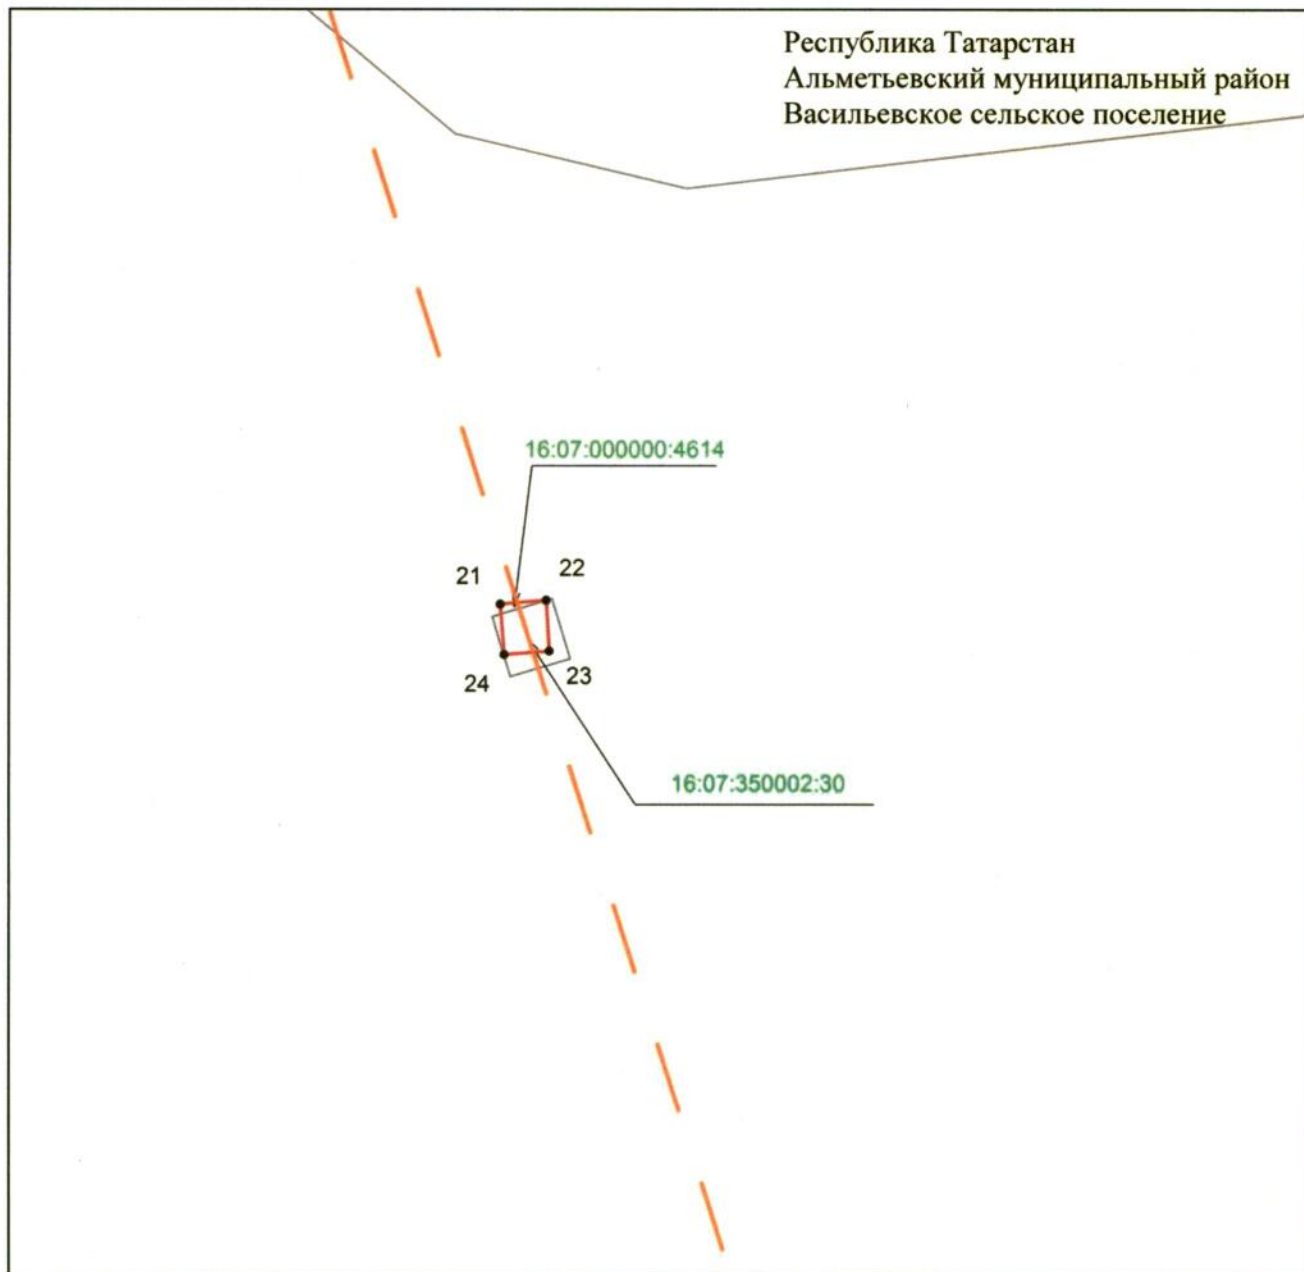 Республика Татарстан
Альметьевский муниципальный район
Васильевское сельское поселение
16:07:000000:4614
21
22
24
23
16:07:350002:30